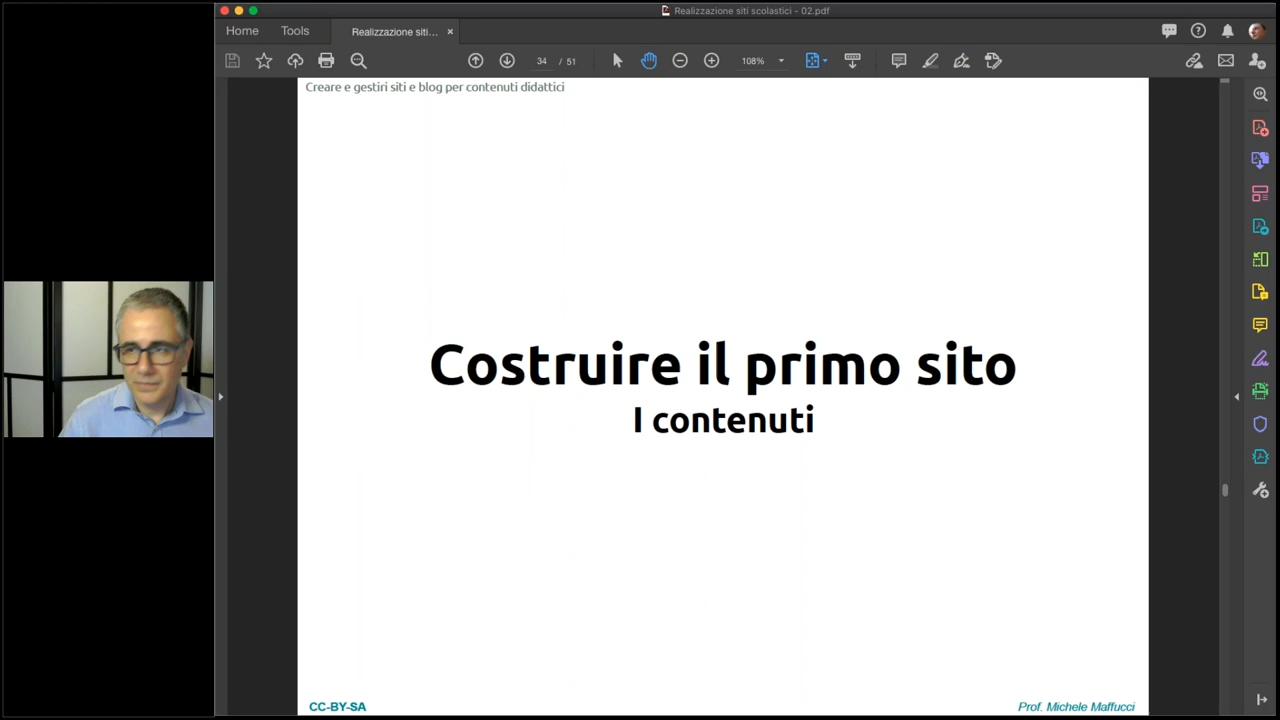 Realizzazione siti scolastici - 02.pdf
Home Tools Realizzazione siti... ×
34 / 51 108%
Creare e gestiri siti e blog per contenuti didattici
Costruire il primo sito
I contenuti
CC-BY-SA Prof. Michele Maffucci